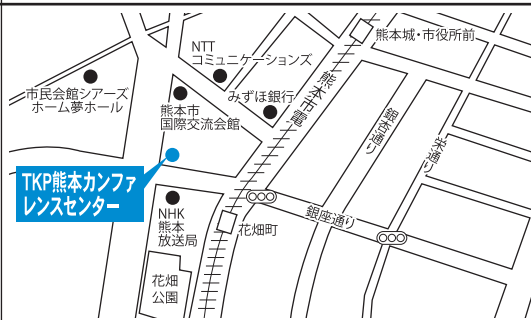 NTT
コミュニケーションズ
熊本城・市役所前
市民会館シアーズ
ホーム夢ホール
みずほ銀行
熊本市電
熊本市
国際交流会館
銀杏通り
栄通り
TKP熊本カンファ
レンスセンター
NHK
熊本
放送局
花畑町
銀座通り
花畑
公園